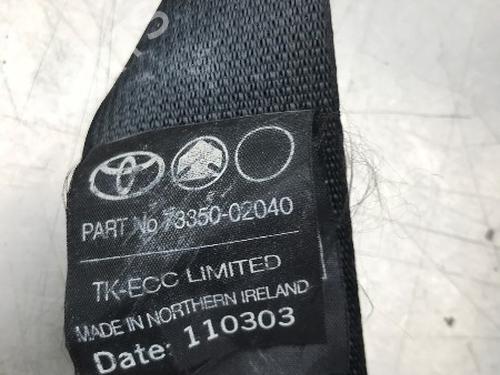 PART No 73350-02040
TK-ECC LIMITED
MADE IN NORTHERN IRELAND
Date: 110303